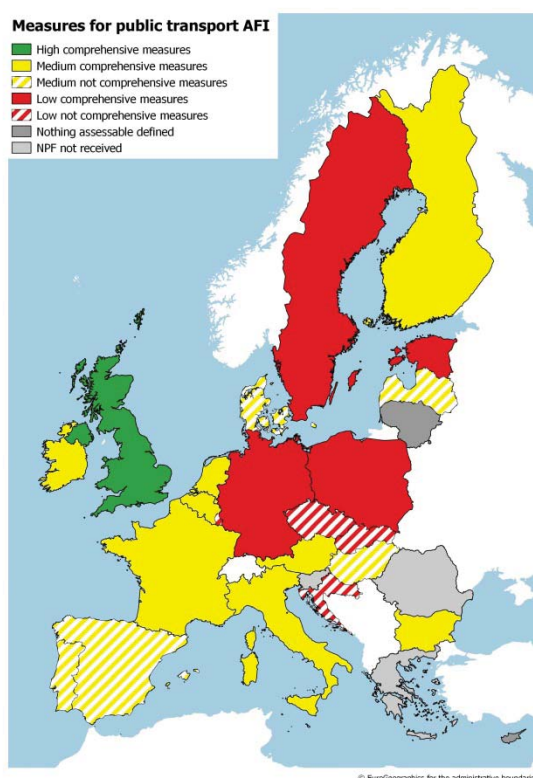 Measures for public transport AFI
High comprehensive measures
Medium comprehensive measures
Medium not comprehensive measures
Low comprehensive measures
Low not comprehensive measures
Nothing assessable defined
NPF not received
© EuroGeographics for the administrative